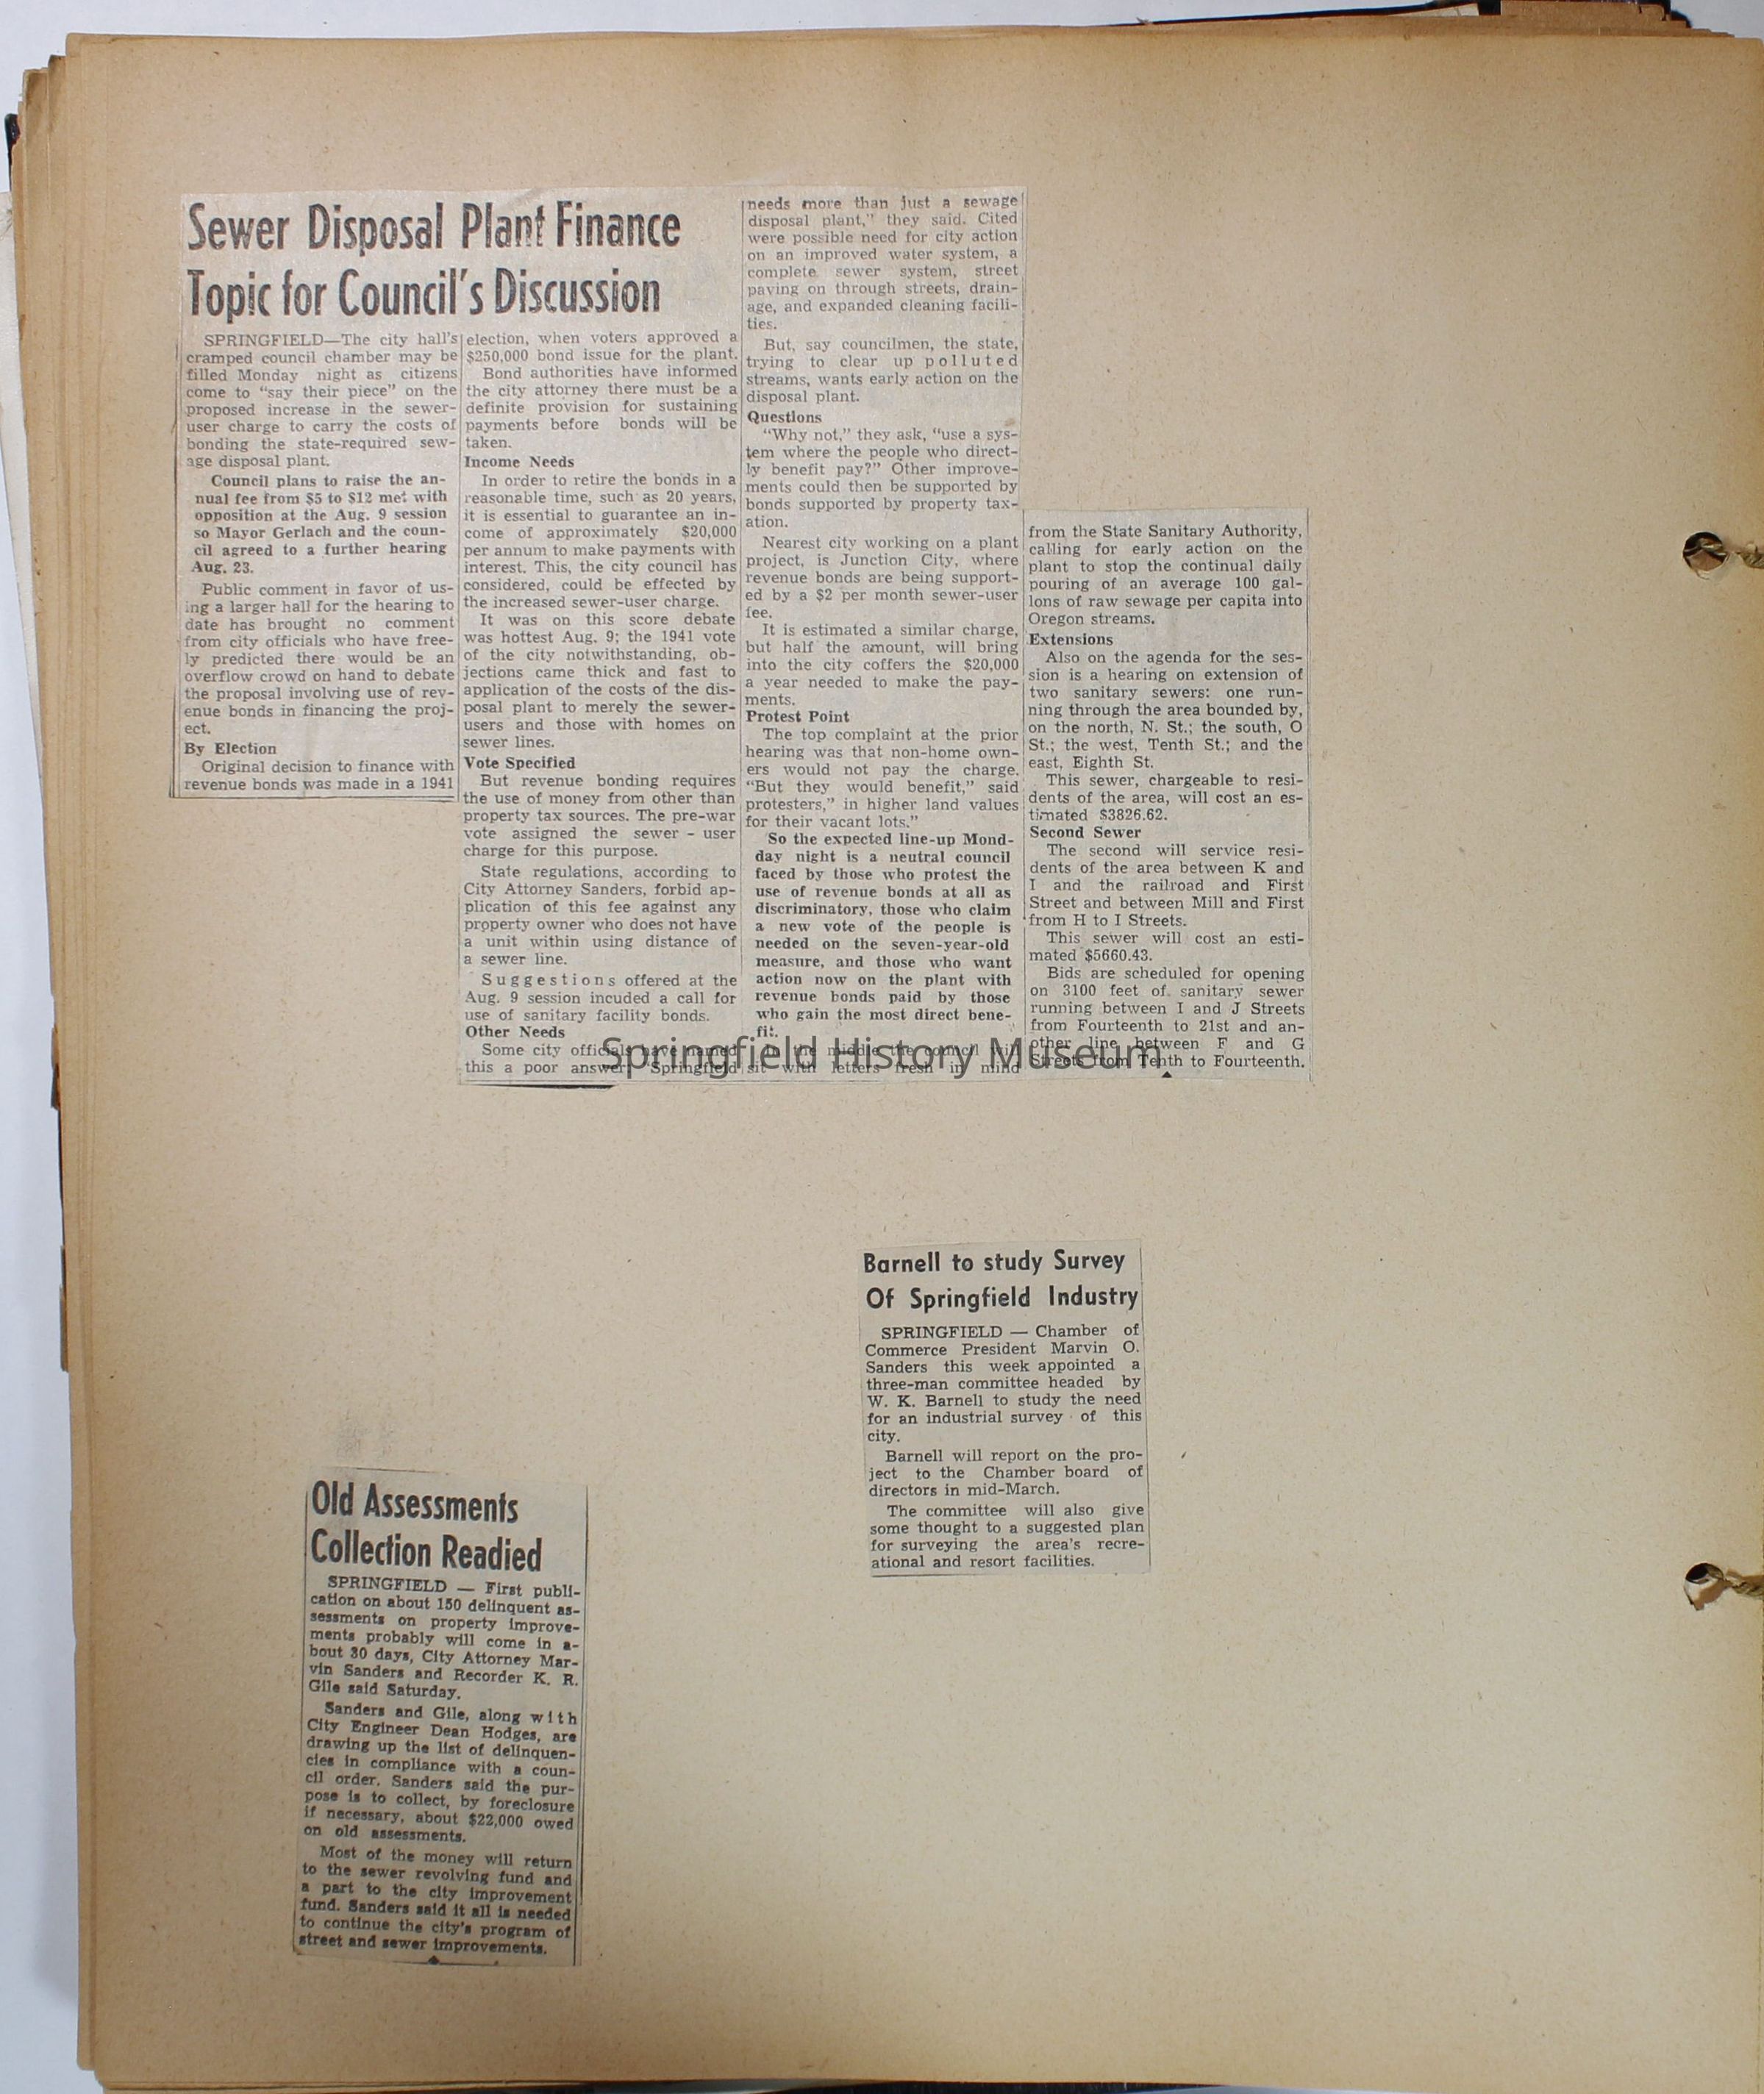 Sewer Disposal Plant Finance
Topic for Council's Discussion
SPRINGFIELD—The city hall's
cramped council chamber may be
filled Monday night as citizens
come to "say their piece" on the
proposed increase in the sewer-
user charge to carry the costs of
bonding the state-required sew-
age disposal plant.
Council plans to raise the an-
nual fee from $5 to $12 met with
opposition at the Aug. 9 session
so Mayor Gerlach and the coun-
cil agreed to a further hearing
Aug. 23.
Public comment in favor of us-
ing a larger hall for the hearing to
date has brought no comment
from city officials who have free-
ly predicted there would be an
overflow crowd on hand to debate
the proposal involving use of rev-
enue bonds in financing the proj-
ect.
By Election
Original decision to finance with
revenue bonds was made in a 1941
election, when voters approved a
$250,000 bond issue for the plant.
Bond authorities have informed
the city attorney there must be a
definite provision for sustaining
payments before bonds will be
taken.
Income Needs
In order to retire the bonds in a
reasonable time, such as 20 years,
it is essential to guarantee an in-
come of approximately $20,000
per annum to make payments with
interest. This, the city council has
considered, could be effected by
the increased sewer-user charge.
It was on this score debate
was hottest Aug. 9; the 1941 vote
of the city notwithstanding, ob-
jections came thick and fast to
application of the costs of the dis-
posal plant to merely the sewer-
users and those with homes on
sewer lines.
Vote Specified
But revenue bonding requires
the use of money from other than
property tax sources. The pre-war
vote assigned the sewer - user
charge for this purpose.
State regulations, according to
City Attorney Sanders, forbid ap-
plication of this fee against any
property owner who does not have
a unit within using distance of
a sewer line.
Suggestions offered at the
Aug. 9 session incuded a call for
use of sanitary facility bonds.
Other Needs
Some city officials have named
this a poor answer. "Springfield
needs more than just a sewage
disposal plant," they said. Cited
were possible need for city action
on an improved water system, a
complete sewer system, street
paving on through streets, drain-
age, and expanded cleaning facili-
ties.
But, say councilmen, the state,
trying to clear up polluted
streams, wants early action on the
disposal plant.
Questions
"Why not," they ask, "use a sys-
tem where the people who direct-
ly benefit pay?" Other improve-
ments could then be supported by
bonds supported by property tax-
ation.
Nearest city working on a plant
project, is Junction City, where
revenue bonds are being support-
ed by a $2 per month sewer-user
fee.
It is estimated a similar charge,
but half the amount, will bring
into the city coffers the $20,000
a year needed to make the pay-
ments.
Protest Point
The top complaint at the prior
hearing was that non-home own-
ers would not pay the charge.
"But they would benefit," said
protesters," in higher land values
for their vacant lots."
So the expected line-up Mond-
day night is a neutral council
faced by those who protest the
use of revenue bonds at all as
discriminatory, those who claim
a new vote of the people is
needed on the seven-year-old
measure, and those who want
action now on the plant with
revenue bonds paid by those
who gain the most direct bene-
fit.
In the middle the council will
sit with letters fresh in mind
from the State Sanitary Authority,
calling for early action on the
plant to stop the continual daily
pouring of an average 100 gal-
lons of raw sewage per capita into
Oregon streams.
Extensions
Also on the agenda for the ses-
sion is a hearing on extension of
two sanitary sewers: one run-
ning through the area bounded by,
on the north, N. St.; the south, O
St.; the west, Tenth St.; and the
east, Eighth St.
This sewer, chargeable to resi-
dents of the area, will cost an es-
timated $3826.62.
Second Sewer
The second will service resi-
dents of the area between K and
I and the railroad and First
Street and between Mill and First
from H to I Streets.
This sewer will cost an esti-
mated $5660.43.
Bids are scheduled for opening
on 3100 feet of sanitary sewer
running between I and J Streets
from Fourteenth to 21st and an-
other line between F and G
Streets from Tenth to Fourteenth.
Springfield History Museum
Barnell to study Survey
Of Springfield Industry
SPRINGFIELD — Chamber of
Commerce President Marvin O.
Sanders this week appointed a
three-man committee headed by
W. K. Barnell to study the need
for an industrial survey of this
city.
Barnell will report on the pro-
ject to the Chamber board of
directors in mid-March.
The committee will also give
some thought to a suggested plan
for surveying the area's recre-
ational and resort facilities.
Old Assessments
Collection Readied
SPRINGFIELD — First publi-
cation on about 150 delinquent as-
sessments on property improve-
ments probably will come in a-
bout 30 days, City Attorney Mar-
vin Sanders and Recorder K. R.
Gile said Saturday.
Sanders and Gile, along with
City Engineer Dean Hodges, are
drawing up the list of delinquen-
cies in compliance with a coun-
cil order. Sanders said the pur-
pose is to collect, by foreclosure
if necessary, about $22,000 owed
on old assessments.
Most of the money will return
to the sewer revolving fund and
a part to the city improvement
fund. Sanders said it all is needed
to continue the city's program of
street and sewer improvements.